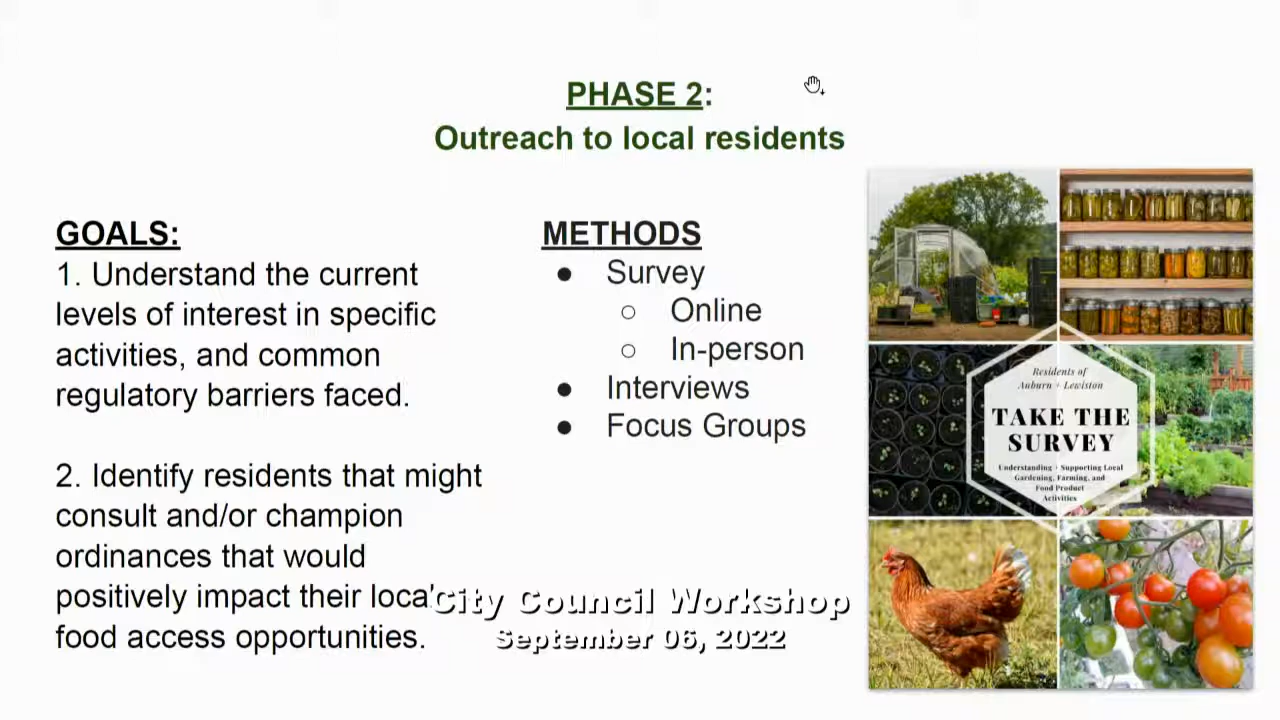 PHASE 2:
Outreach to local residents
GOALS:
1. Understand the current
levels of interest in specific
activities, and common
regulatory barriers faced.
2. Identify residents that might
consult and/or champion
ordinances that would
positively impact their local
food access opportunities.
METHODS
● Survey
○ Online
○ In-person
● Interviews
● Focus Groups
Residents of
Auburn + Lewiston
TAKE THE
SURVEY
Understanding + Supporting Local
Gardening, Farming, and
Food Product
Activities
City Council Workshop
September 06, 2022